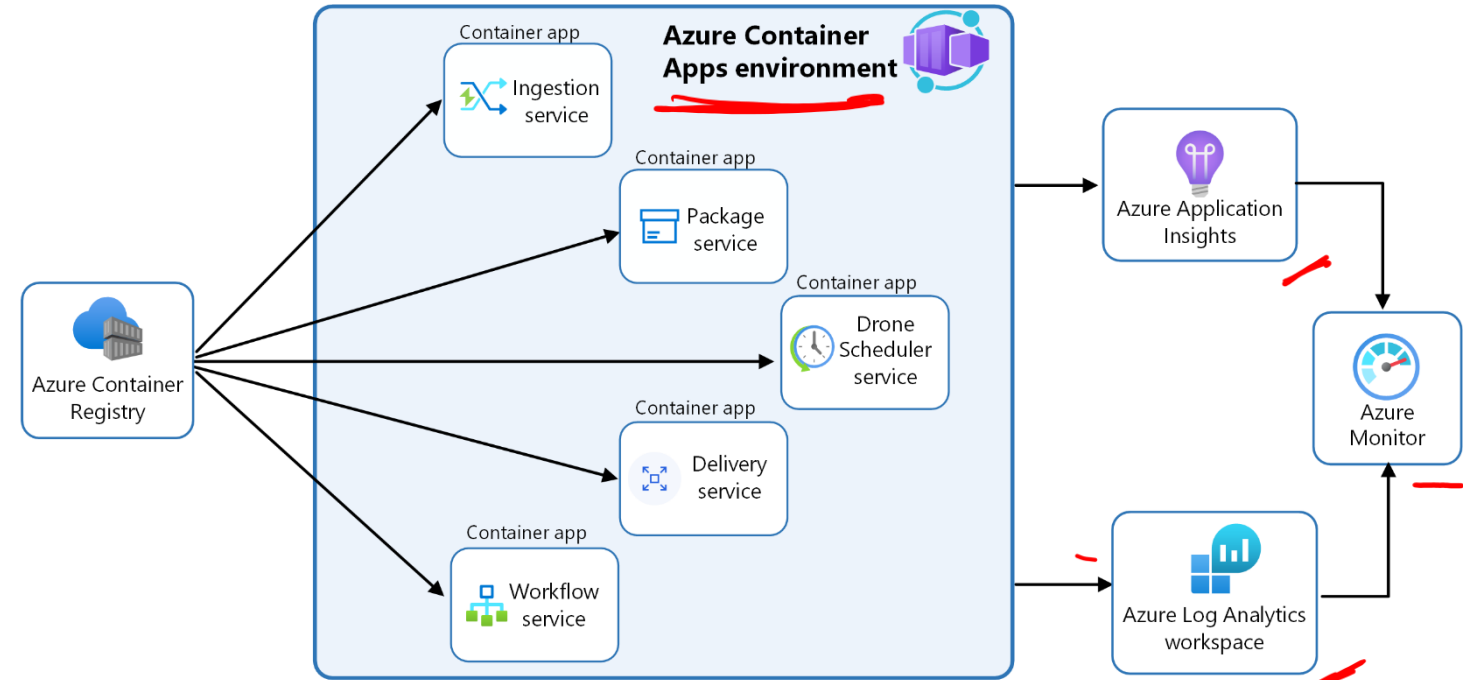 Container app
Ingestion
service
Azure Container
Apps environment
Container app
Package
service
Container app
Drone
Scheduler
service
Container app
Delivery
service
Container app
Workflow
service
Azure Container
Registry
Azure Application
Insights
Azure
Monitor
Azure Log Analytics
workspace